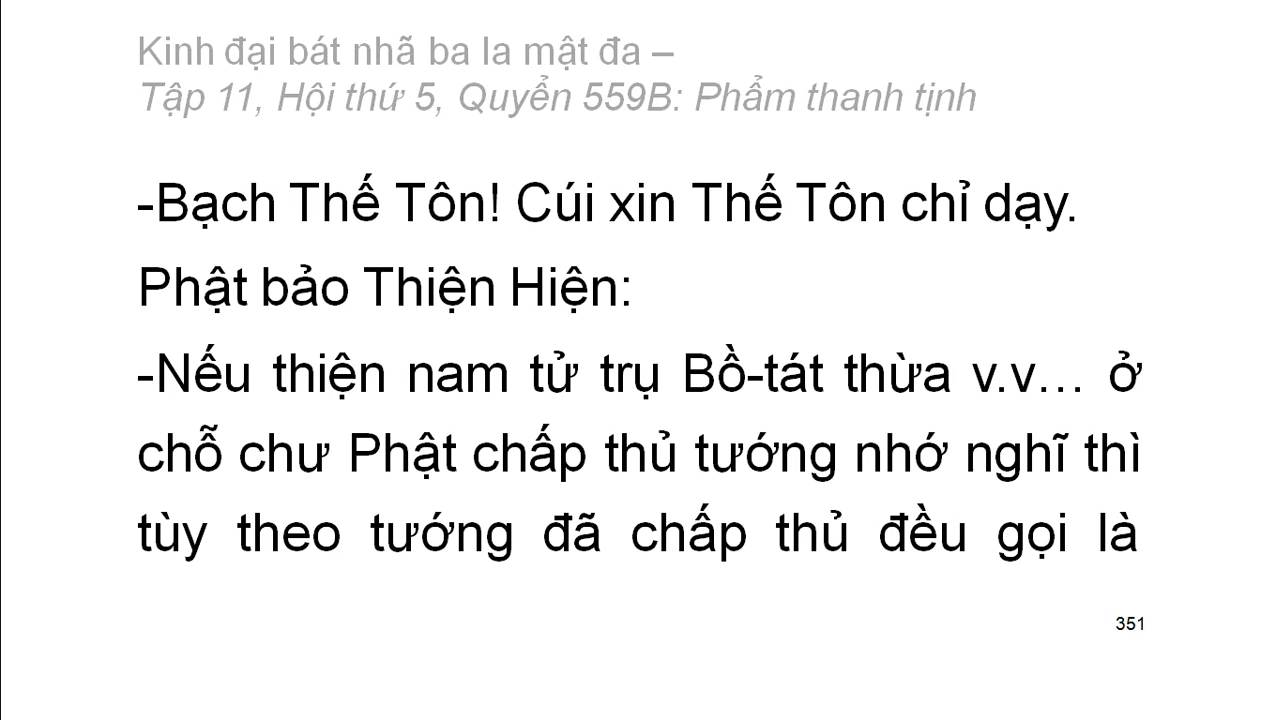 Kinh đại bát nhã ba la mật đa –
Tập 11, Hội thứ 5, Quyển 559B: Phẩm thanh tịnh
-Bạch Thế Tôn! Cúi xin Thế Tôn chỉ dạy.
Phật bảo Thiện Hiện:
-Nếu thiện nam tử trụ Bồ-tát thừa v.v… ở
chỗ chư Phật chấp thủ tướng nhớ nghĩ thì
tùy theo tướng đã chấp thủ đều gọi là
351